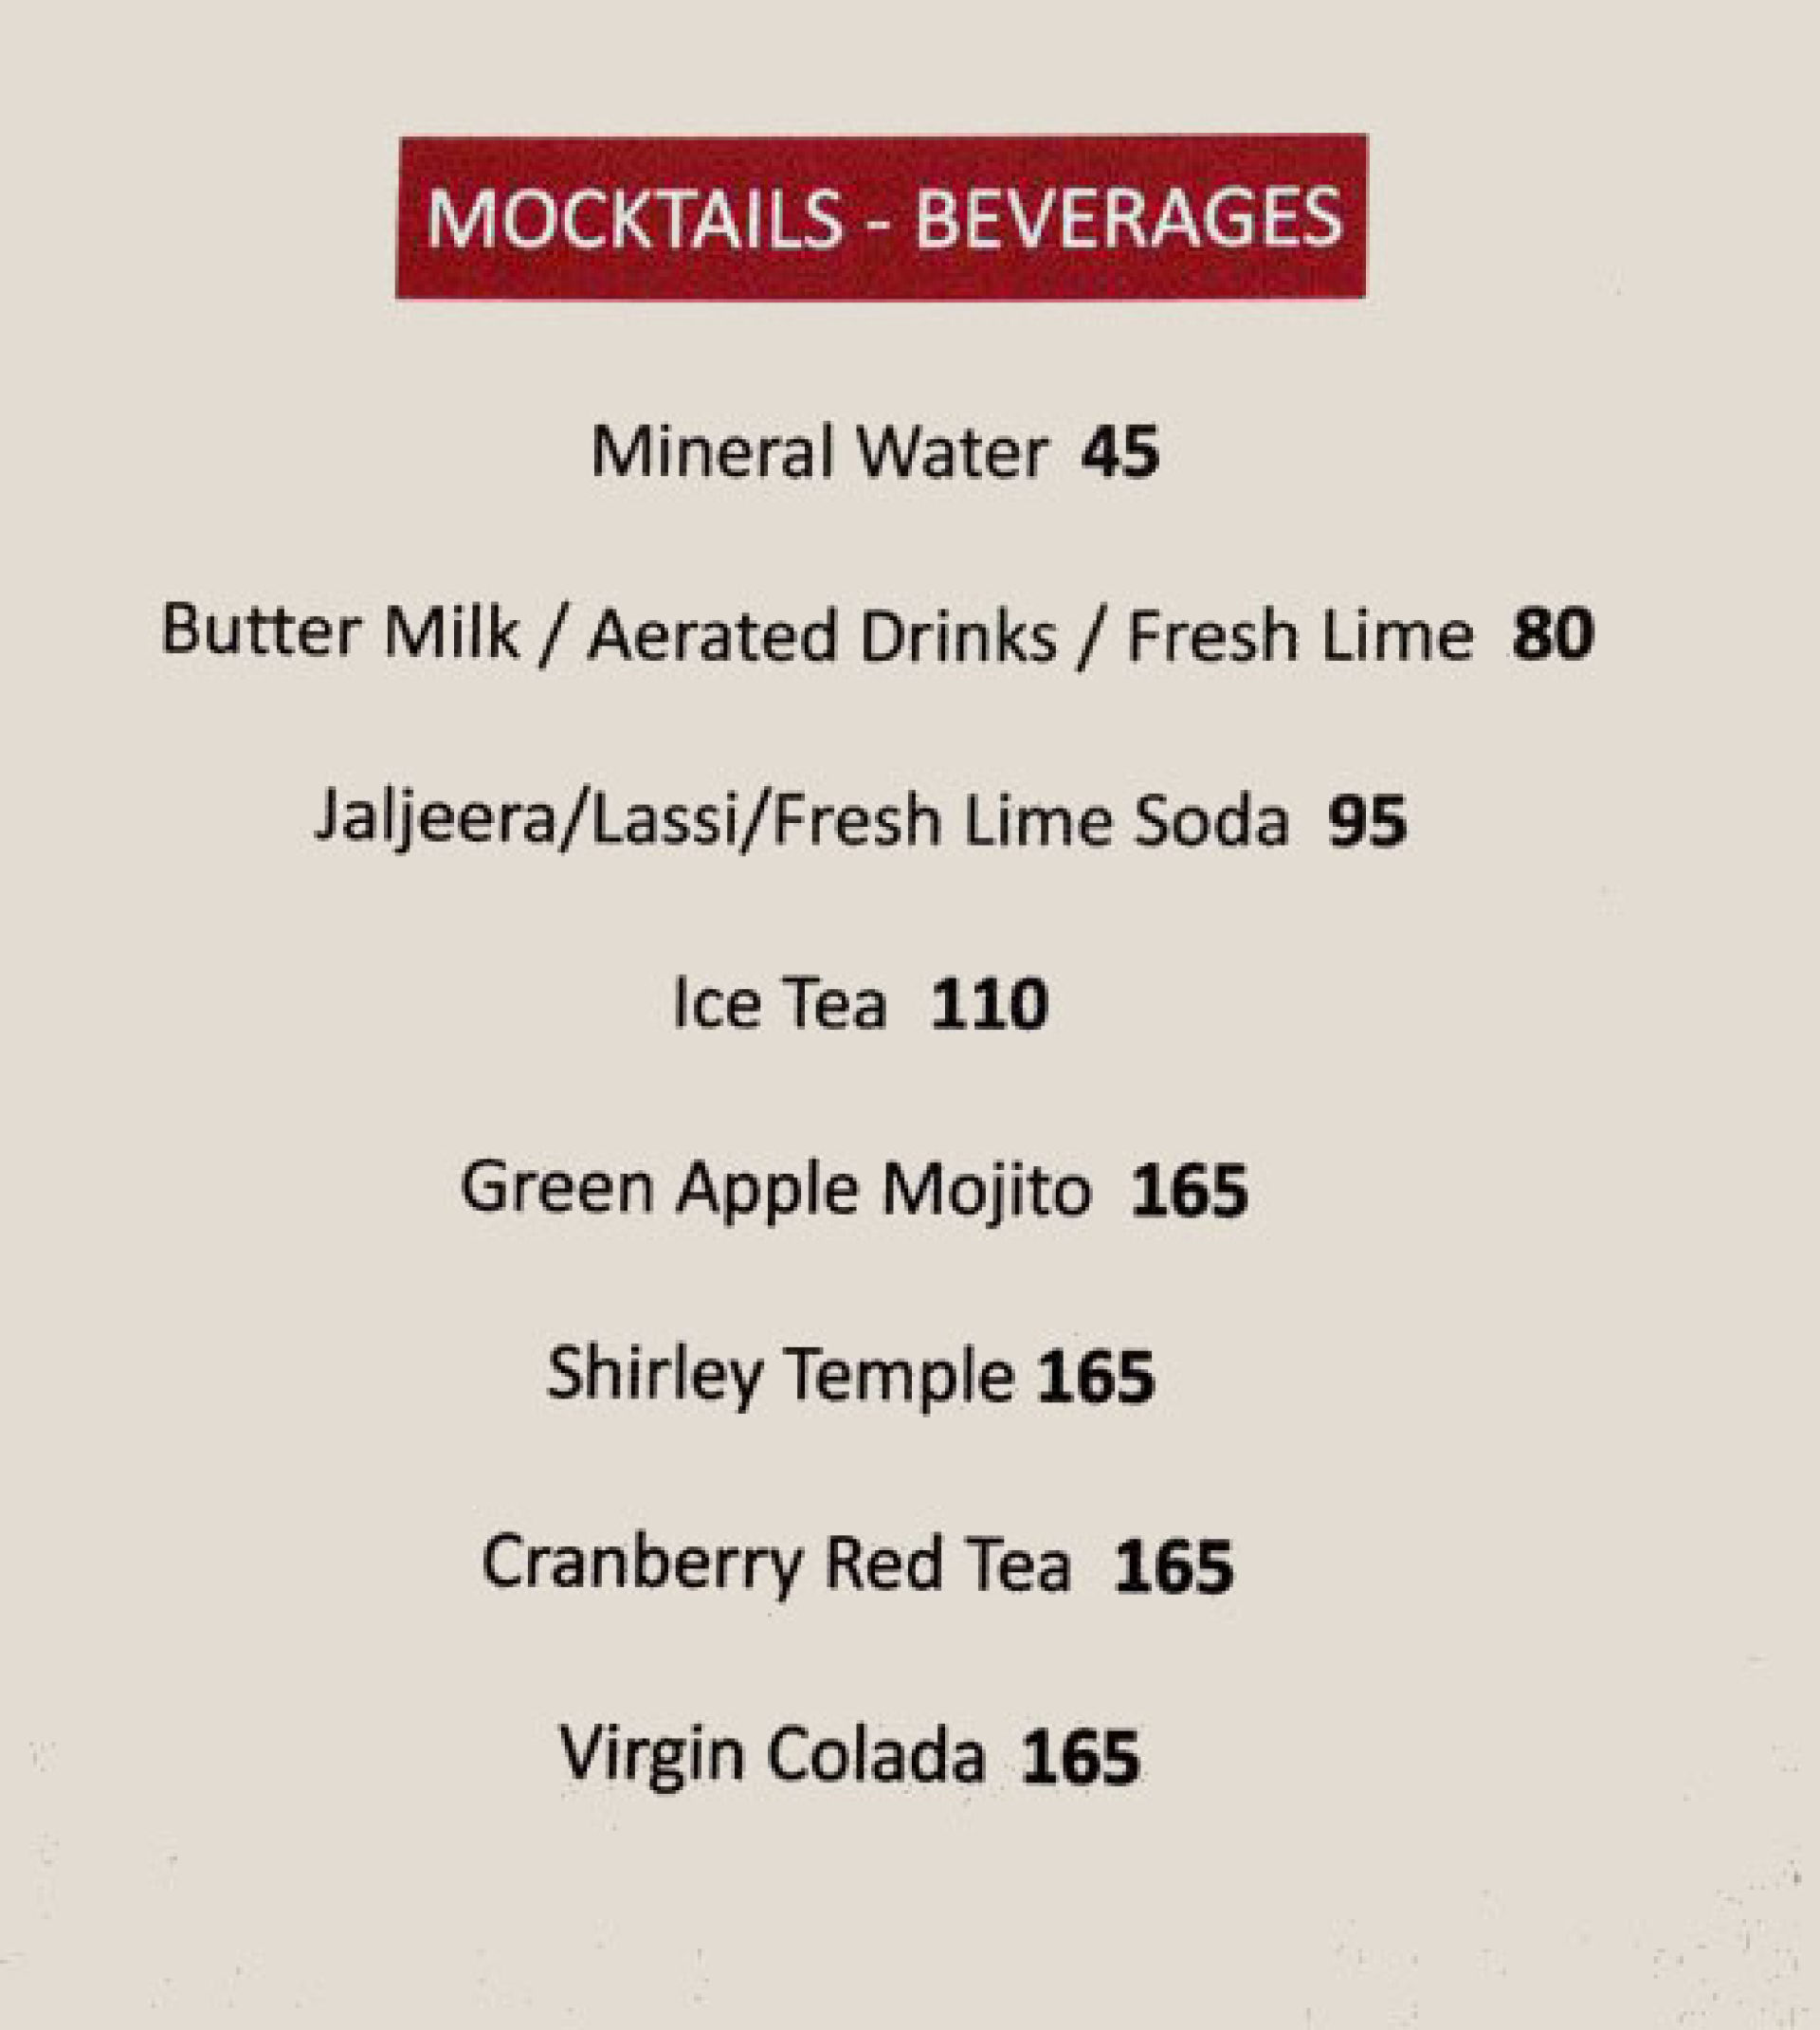 MOCKTAILS - BEVERAGES
Mineral Water 45
Butter Milk / Aerated Drinks / Fresh Lime 80
Jaljeera/Lassi/Fresh Lime Soda 95
Ice Tea 110
Green Apple Mojito 165
Shirley Temple 165
Cranberry Red Tea 165
Virgin Colada 165